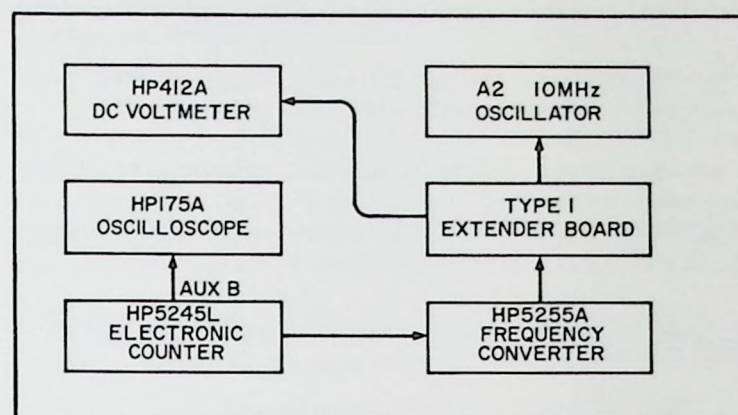 HP412A
DC VOLTMETER
A2 10MHz
OSCILLATOR
HP175A
OSCILLOSCOPE
TYPE I
EXTENDER BOARD
AUX B
HP5245L
ELECTRONIC
COUNTER
HP5255A
FREQUENCY
CONVERTER